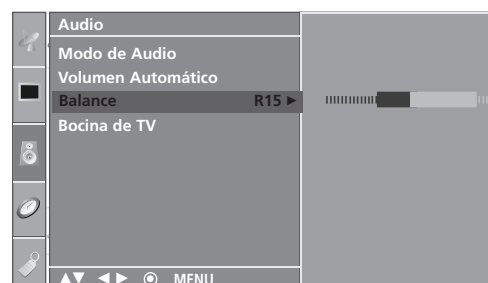 Audio
Modo de Audio
Volumen Automático
Balance R15 ►
Bocina de TV
▲▼ ◄► MENU